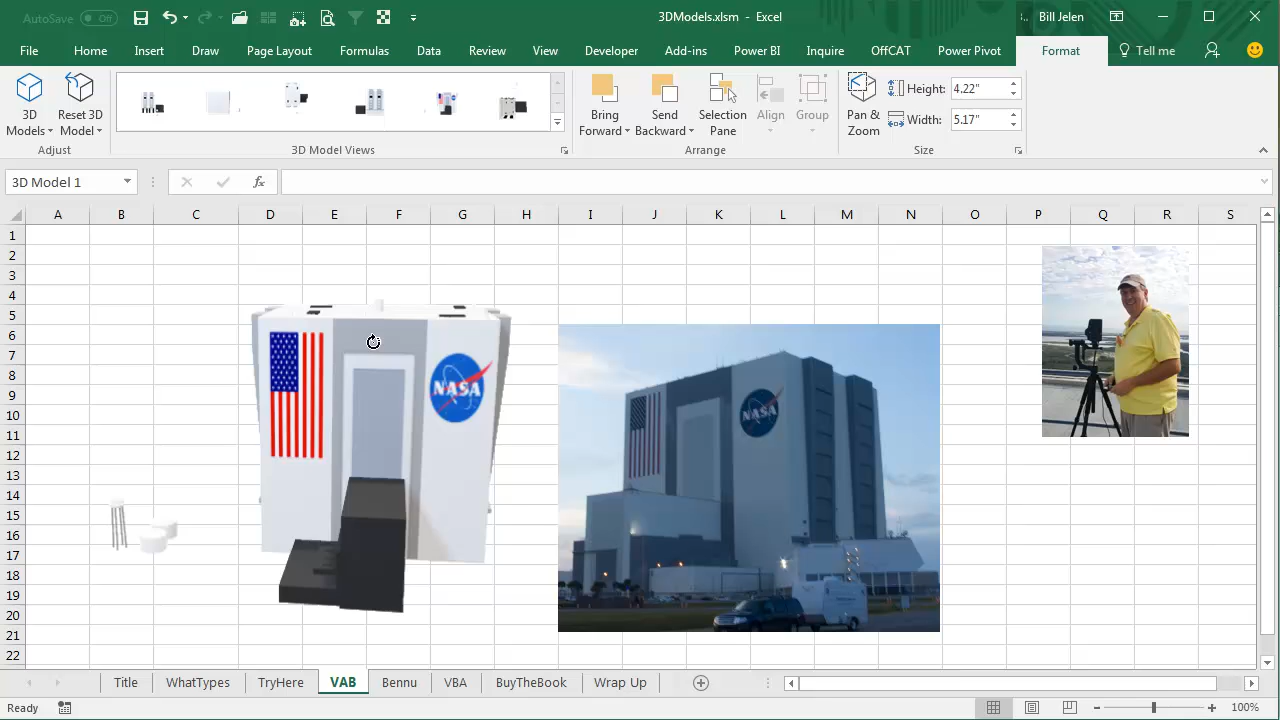 AutoSave Off 3DModels.xlsm - Excel Bill Jelen
File Home Insert Draw Page Layout Formulas Data Review View Developer Add-ins Power BI Inquire OffCAT Power Pivot Format Tell me
3D Models Reset 3D Model Bring Forward Send Backward Selection Pane Align Group Pan & Zoom Height: 4.22" Width: 5.17"
Adjust 3D Model Views Arrange Size
3D Model 1 fx
A B C D E F G H I J K L M N O P Q R S
1
2
3
4
5
6
7
8
9
10
11
12
13
14
15
16
17
18
19
20
21
22
NASA
NASA
Title WhatTypes TryHere VAB Bennu VBA BuyTheBook Wrap Up
Ready 100%